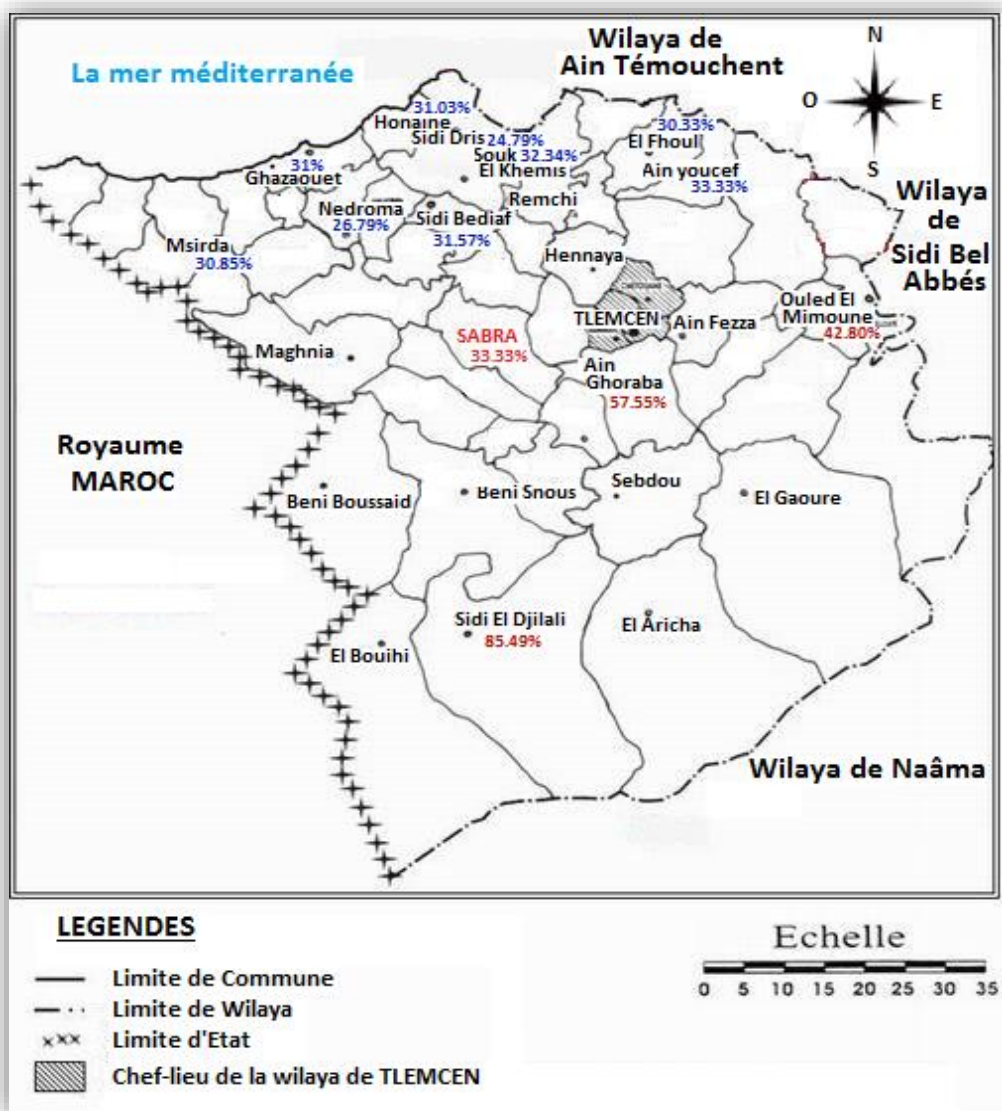 Wilaya de
Ain Témouchent
La mer méditerranée
N
O
E
S
31.03%
Honaine
Sidi Dris 24.79%
Souk 32.34%
El Khemis
30.33%
El Fhoul
Ain youcef
33.33%
31%
Ghazaouet
Nedroma
26.79%
Remchi
Sidi Bediaf
31.57%
Wilaya
de
Sidi Bel
Abbés
Msirda
30.85%
Hennaya
Ouled El
Mimoune
42.80%
TLEMCEN
Ain Fezza
SABRA
33.33%
Maghnia
Ain
Ghoraba
57.55%
Royaume
MAROC
Beni Boussaid
Beni Snous
Sebdou
El Gaoure
Sidi El Djilali
85.49%
El Åricha
El Bouihi
Wilaya de Naâma
LEGENDES
Limite de Commune
Limite de Wilaya
Limite d'Etat
Chef-lieu de la wilaya de TLEMCEN
Echelle
0 5 10 15 20 25 30 35